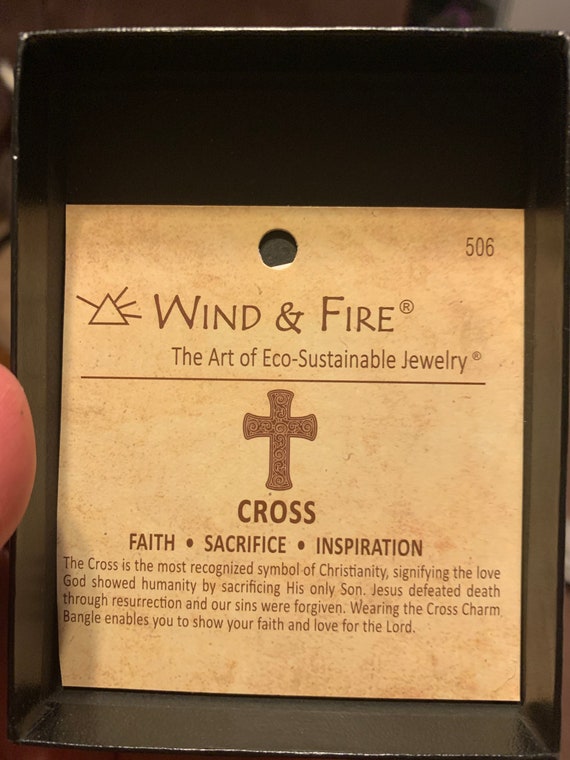 506
WIND & FIRE®
The Art of Eco-Sustainable Jewelry®
CROSS
FAITH • SACRIFICE • INSPIRATION
The Cross is the most recognized symbol of Christianity, signifying the love
God showed humanity by sacrificing His only Son. Jesus defeated death
through resurrection and our sins were forgiven. Wearing the Cross Charm
Bangle enables you to show your faith and love for the Lord.